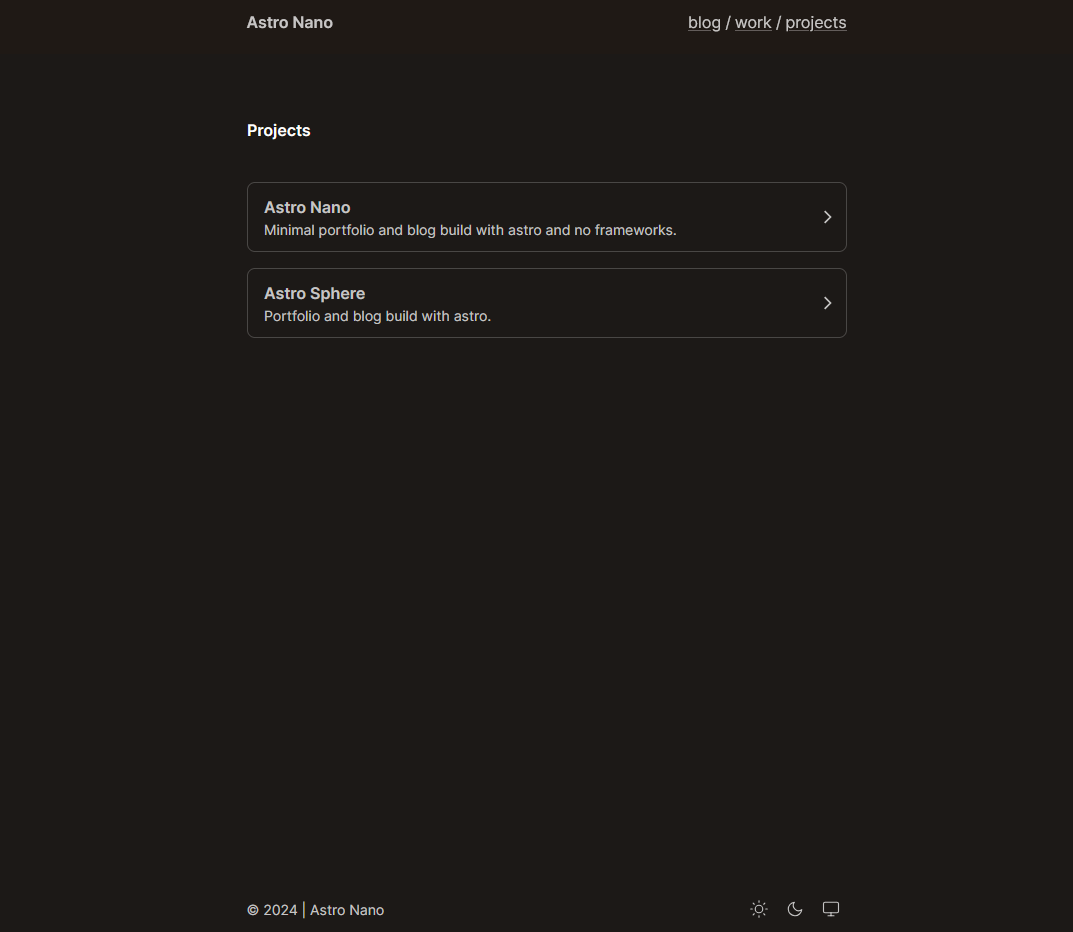 Astro Nano
blog / work / projects
Projects
Astro Nano
Minimal portfolio and blog build with astro and no frameworks.
Astro Sphere
Portfolio and blog build with astro.
© 2024 | Astro Nano